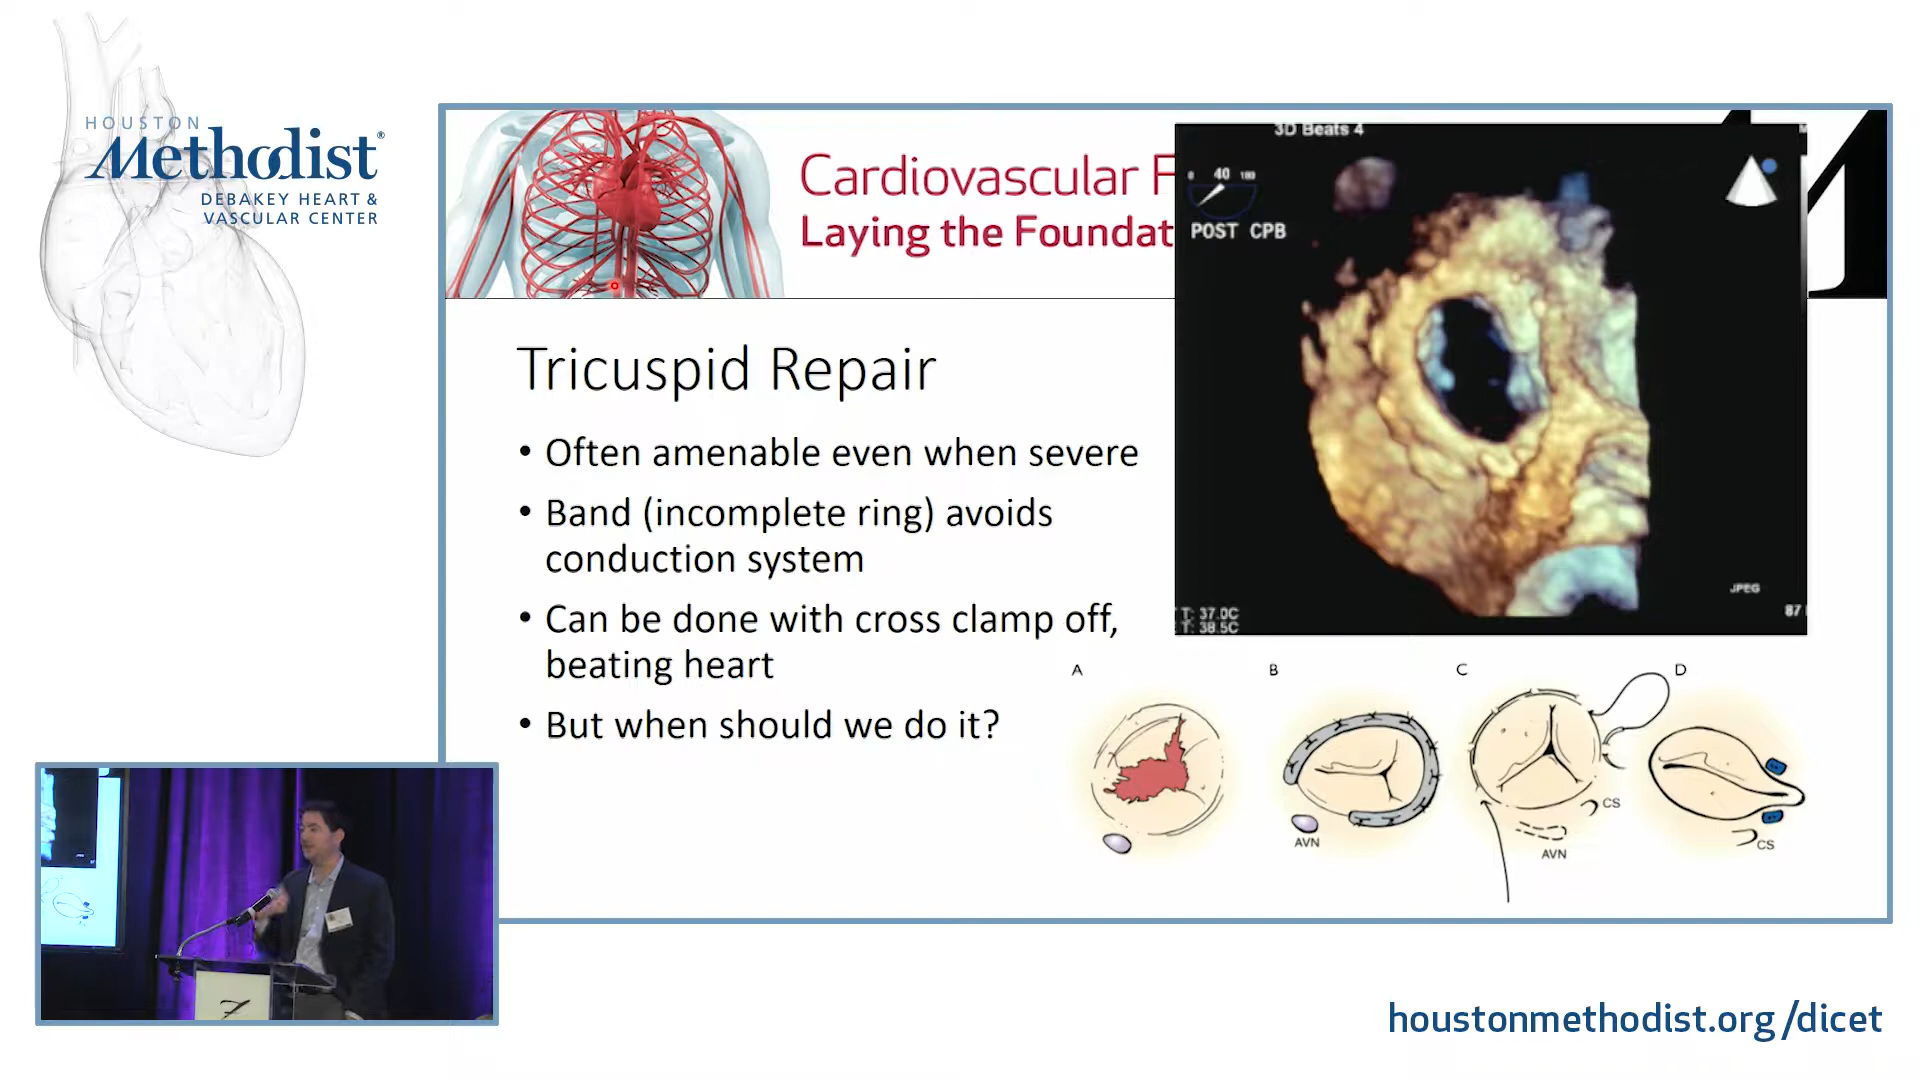 HOUSTON
Methodist®
DEBAKEY HEART &
VASCULAR CENTER
Cardiovascular F
Laying the Foundat
3D Beats 4
M
0 40 180
POST CPB
JPEG
T: 37.0C
T: 38.5C
87
Tricuspid Repair
• Often amenable even when severe
• Band (incomplete ring) avoids
conduction system
• Can be done with cross clamp off,
beating heart
• But when should we do it?
A
B
C
D
AVN
CS
AVN
CS
houstonmethodist.org/dicet